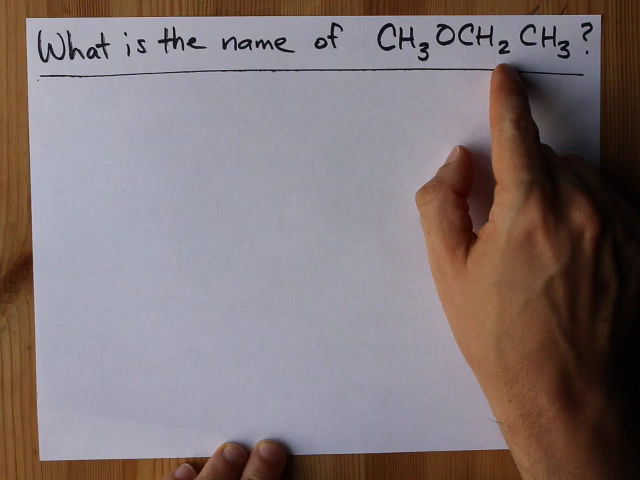 What is the name of CH₃OCH₂CH₃?